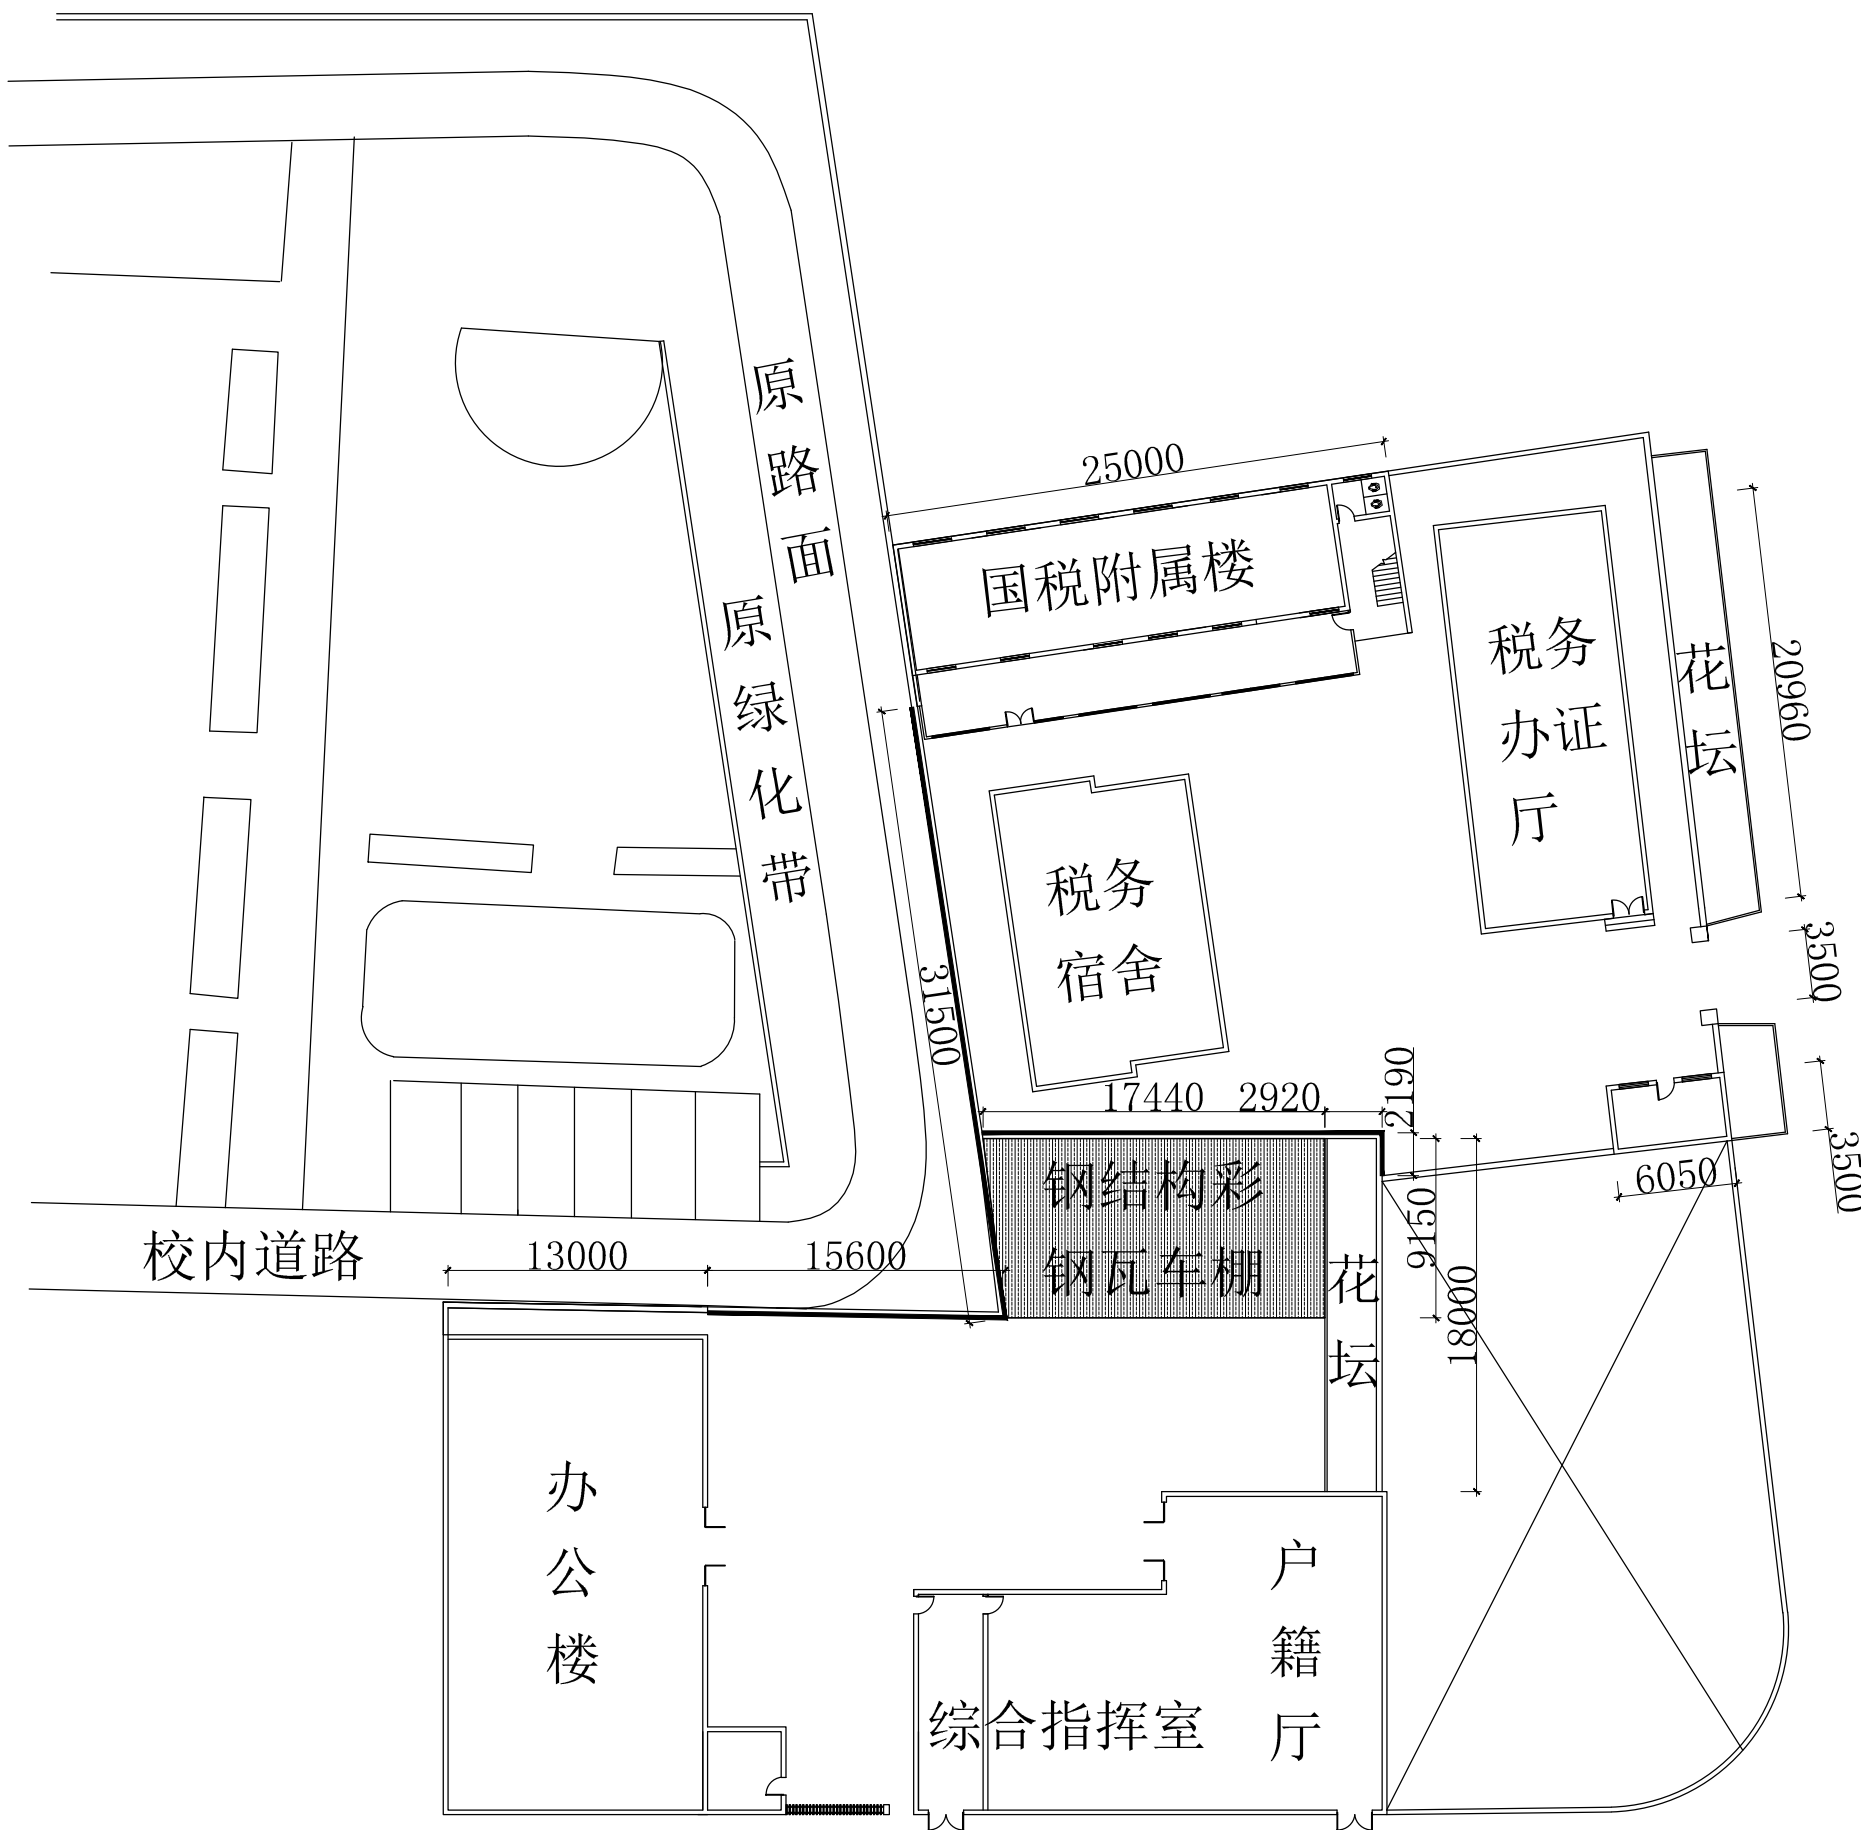 原路面
25000
国税附属楼
原绿化带
税务
办证
厅
花坛
20960
税务
宿舍
31500
3500
17440
2920
2190
3500
6050
钢结构彩
钢瓦车棚
9150
18000
花坛
校内道路
13000
15600
办公楼
户籍厅
综合指挥室